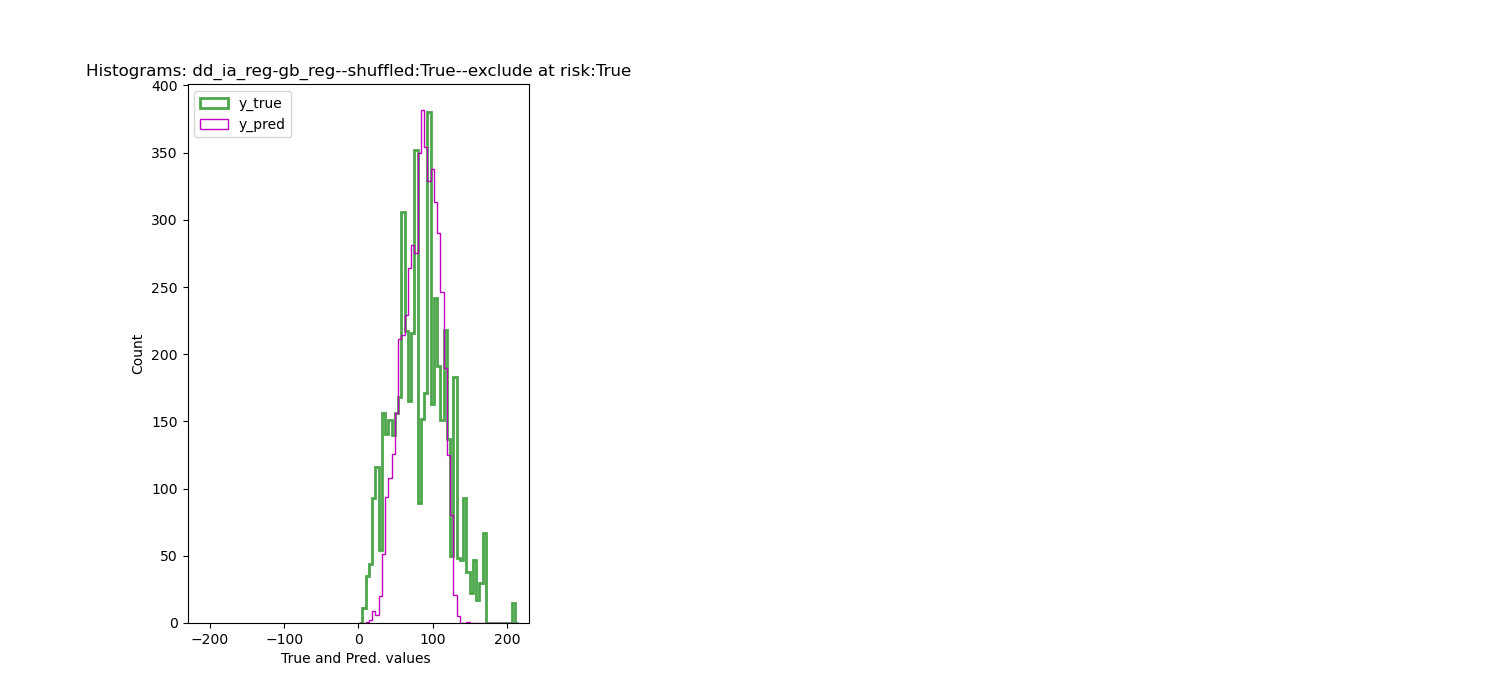 Histograms: dd_ia_reg-gb_reg--shuffled:True--exclude at risk:True
400
350
300
250
200
150
100
50
0
Count
y_true
y_pred
−200 −100 0 100 200
True and Pred. values